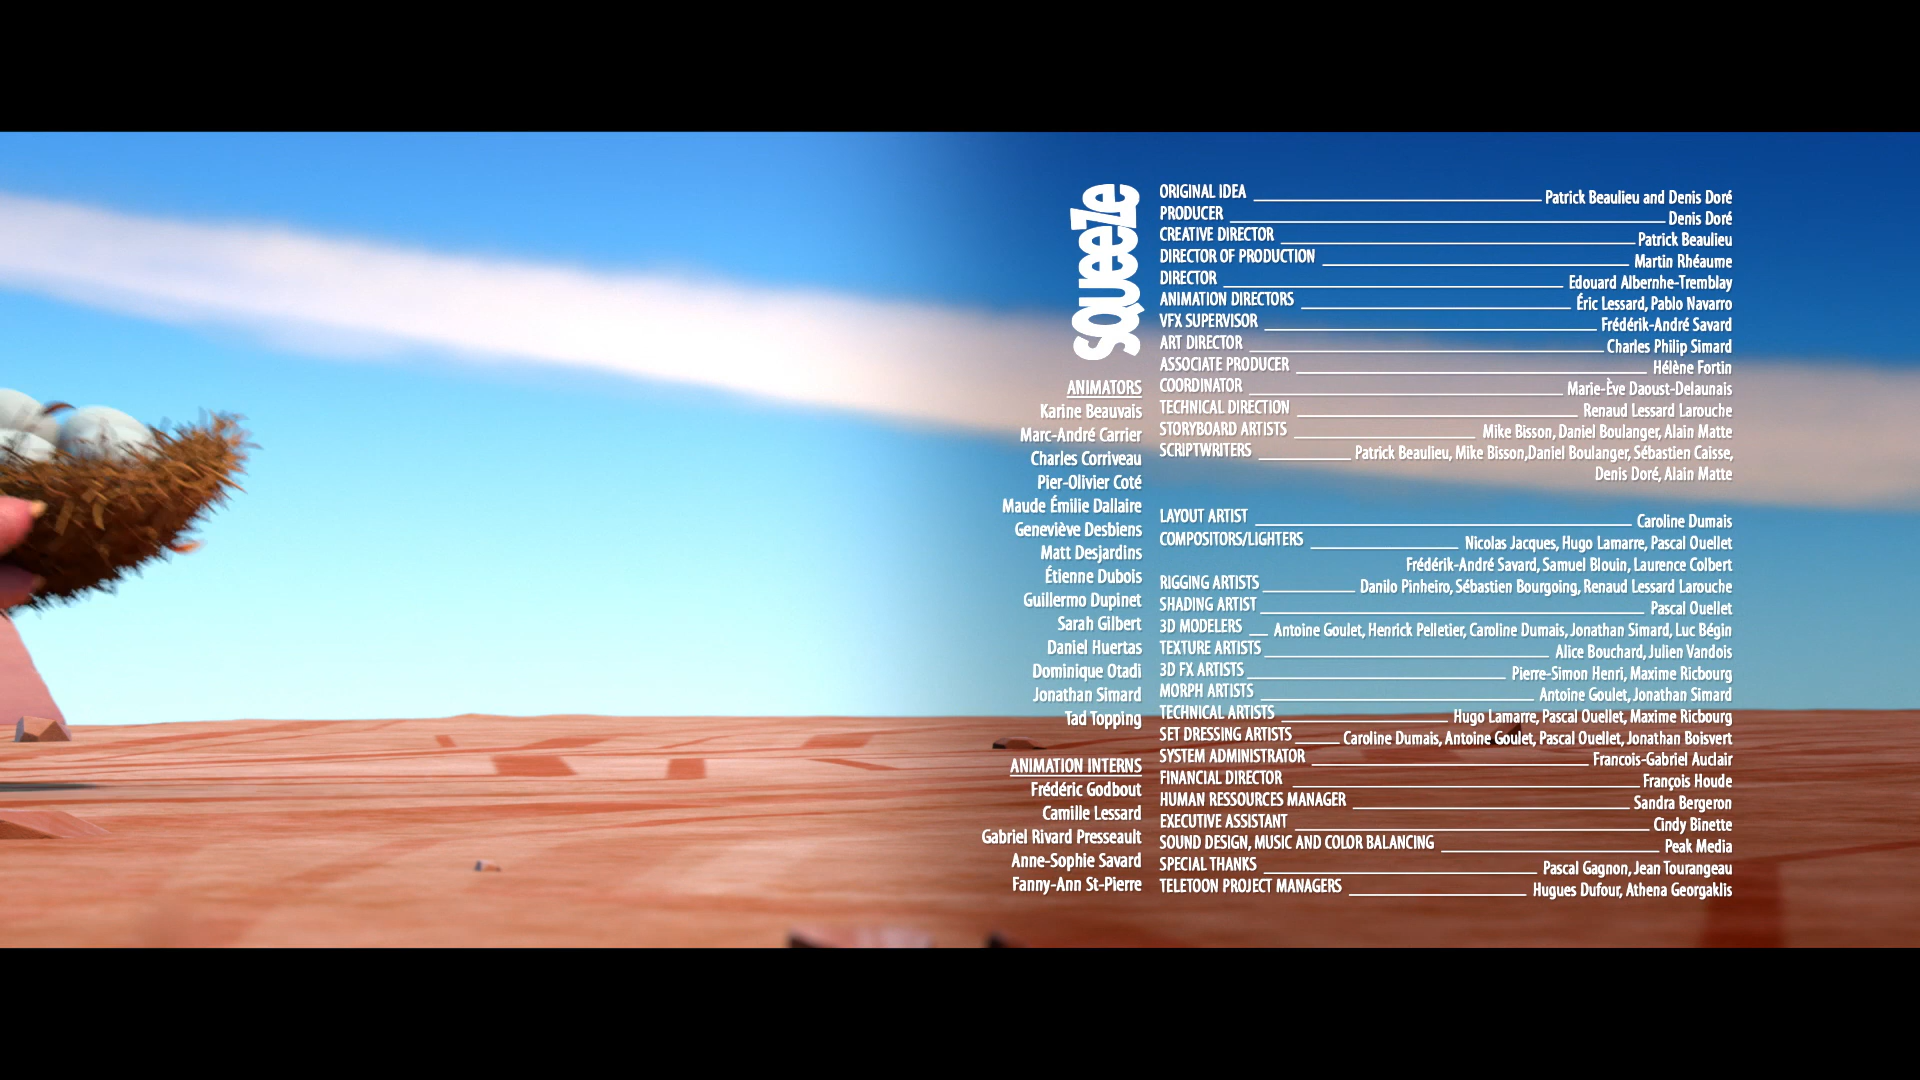 squeeze
ANIMATORS
Karine Beauvais
Marc-André Carrier
Charles Corriveau
Pier-Olivier Coté
Maude Émilie Dallaire
Geneviève Desbiens
Matt Desjardins
Étienne Dubois
Guillermo Dupinet
Sarah Gilbert
Daniel Huertas
Dominique Otadi
Jonathan Simard
Tad Topping
ANIMATION INTERNS
Frédéric Godbout
Camille Lessard
Gabriel Rivard Presseault
Anne-Sophie Savard
Fanny-Ann St-Pierre
ORIGINAL IDEA Patrick Beaulieu and Denis Doré
PRODUCER Denis Doré
CREATIVE DIRECTOR Patrick Beaulieu
DIRECTOR OF PRODUCTION Martin Rhéaume
DIRECTOR Edouard Albernhe-Tremblay
ANIMATION DIRECTORS Éric Lessard, Pablo Navarro
VFX SUPERVISOR Frédérik-André Savard
ART DIRECTOR Charles Philip Simard
ASSOCIATE PRODUCER Hélène Fortin
COORDINATOR Marie-Ève Daoust-Delaunais
TECHNICAL DIRECTION Renaud Lessard Larouche
STORYBOARD ARTISTS Mike Bisson, Daniel Boulanger, Alain Matte
SCRIPTWRITERS Patrick Beaulieu, Mike Bisson,Daniel Boulanger, Sébastien Caisse,
Denis Doré, Alain Matte
LAYOUT ARTIST Caroline Dumais
COMPOSITORS/LIGHTERS Nicolas Jacques, Hugo Lamarre, Pascal Ouellet
Frédérik-André Savard, Samuel Blouin, Laurence Colbert
RIGGING ARTISTS Danilo Pinheiro, Sébastien Bourgoing, Renaud Lessard Larouche
SHADING ARTIST Pascal Ouellet
3D MODELERS Antoine Goulet, Henrick Pelletier, Caroline Dumais, Jonathan Simard, Luc Bégin
TEXTURE ARTISTS Alice Bouchard, Julien Vandois
3D FX ARTISTS Pierre-Simon Henri, Maxime Ricbourg
MORPH ARTISTS Antoine Goulet, Jonathan Simard
TECHNICAL ARTISTS Hugo Lamarre, Pascal Ouellet, Maxime Ricbourg
SET DRESSING ARTISTS Caroline Dumais, Antoine Goulet, Pascal Ouellet, Jonathan Boisvert
SYSTEM ADMINISTRATOR Francois-Gabriel Auclair
FINANCIAL DIRECTOR François Houde
HUMAN RESSOURCES MANAGER Sandra Bergeron
EXECUTIVE ASSISTANT Cindy Binette
SOUND DESIGN, MUSIC AND COLOR BALANCING Peak Media
SPECIAL THANKS Pascal Gagnon, Jean Tourangeau
TELETOON PROJECT MANAGERS Hugues Dufour, Athena Georgaklis